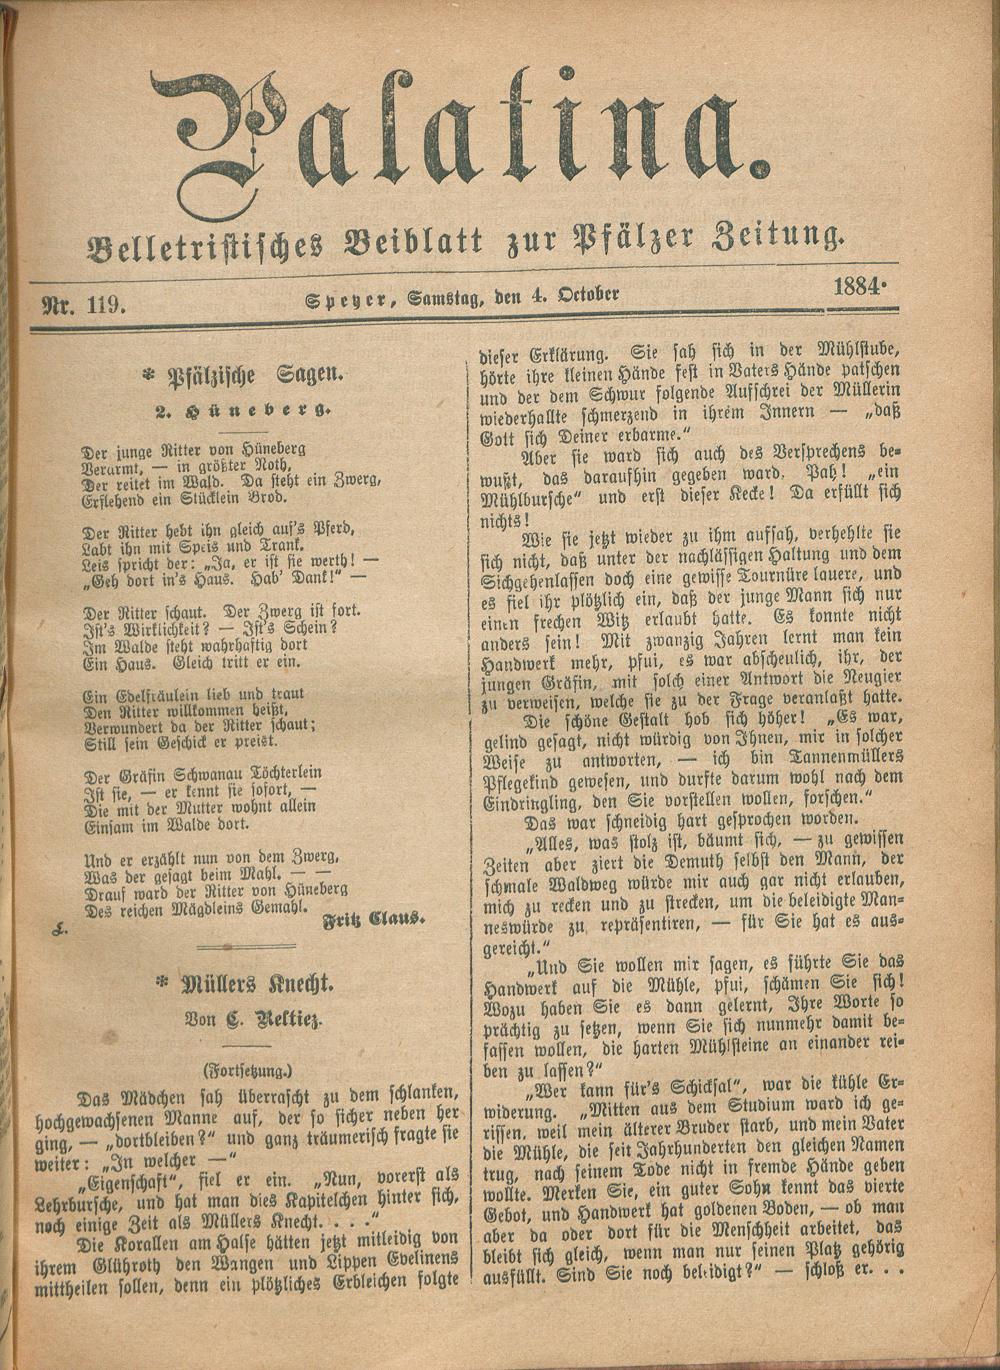 Palatina.
Belletristisches Beiblatt zur Pfälzer Zeitung.
Nr. 119.
Speyer, Samstag, den 4. October
1884.
* Pfälzische Sagen.
2. Hüneberg.
Der junge Ritter von Hüneberg
Verarmt, — in größter Noth,
Der reitet im Wald. Da steht ein Zwerg,
Erflehend ein Stücklein Brod.
Der Ritter hebt ihn gleich auf's Pferd,
Labt ihn mit Speis und Trank.
Leis spricht der: „Ja, er ist sie werth! —
„Geh dort in's Haus. Hab' Dank!" —
Der Ritter schaut. Der Zwerg ist fort.
Ist's Wirklichkeit? — Ist's Schein?
Im Walde steht wahrhaftig dort
Ein Haus. Gleich tritt er ein.
Ein Edelfräulein lieb und traut
Den Ritter willkommen heißt,
Verwundert da der Ritter schaut;
Still sein Geschick er preist.
Der Gräfin Schwanau Töchterlein
Ist sie, — er kennt sie sofort, —
Die mit der Mutter wohnt allein
Einsam im Walde dort.
Und er erzählt nun von dem Zwerg,
Was der gesagt beim Mahl. — —
Drauf ward der Ritter von Hüneberg
Des reichen Mägdleins Gemahl.
L.
Fritz Claus.
* Müllers Knecht.
Von C. Reltiez.
(Fortsetzung.)
Das Mädchen sah überrascht zu dem schlanken,
hochgewachsenen Manne auf, der so sicher neben her
ging, — „dortbleiben?" und ganz träumerisch fragte sie
weiter: „In welcher —"
„Eigenschaft", fiel er ein. „Nun, vorerst als
Lehrbursche, und hat man dies Kapitelchen hinter sich,
noch einige Zeit als Müllers Knecht. . . ."
Die Korallen am Halse hätten jetzt mitleidig von
ihrem Glühroth den Wangen und Lippen Evelinens
mittheilen sollen, denn ein plötzliches Erbleichen folgte
dieser Erklärung. Sie sah sich in der Mühlstube,
hörte ihre kleinen Hände fest in Vaters Hände patschen
und der dem Schwur folgende Aufschrei der Müllerin
wiederhallte schmerzend in ihrem Innern — „daß
Gott sich Deiner erbarme."
Aber sie ward sich auch des Versprechens be-
wußt, das daraufhin gegeben ward. Pah! „ein
Mühlbursche" und erst dieser Kecke! Da erfüllt sich
nichts!
Wie sie jetzt wieder zu ihm aufsah, verhehlte sie
sich nicht, daß unter der nachlässigen Haltung und dem
Sichgehenlassen doch eine gewisse Tournüre lauere, und
es fiel ihr plötzlich ein, daß der junge Mann sich nur
einen frechen Witz erlaubt hatte. Es konnte nicht
anders sein! Mit zwanzig Jahren lernt man kein
Handwerk mehr, pfui, es war abscheulich, ihr, der
jungen Gräfin, mit solch einer Antwort die Neugier
zu verweisen, welche sie zu der Frage veranlaßt hatte.
Die schöne Gestalt hob sich höher! „Es war,
gelind gesagt, nicht würdig von Ihnen, mir in solcher
Weise zu antworten, — ich bin Tannenmüllers
Pflegekind gewesen, und durfte darum wohl nach dem
Eindringling, den Sie vorstellen wollen, forschen."
Das war schneidig hart gesprochen worden.
„Alles, was stolz ist, bäumt sich, — zu gewissen
Zeiten aber ziert die Demuth selbst den Mann, der
schmale Waldweg würde mir auch gar nicht erlauben,
mich zu recken und zu strecken, um die beleidigte Man-
neswürde zu repräsentiren, — für Sie hat es aus-
gereicht."
„Und Sie wollen mir sagen, es führte Sie das
Handwerk auf die Mühle, pfui, schämen Sie sich!
Wozu haben Sie es dann gelernt, Ihre Worte so
prächtig zu setzen, wenn Sie sich nunmehr damit be-
fassen wollen, die harten Mühlsteine an einander rei-
ben zu lassen?"
„Wer kann für's Schicksal", war die kühle Er-
widerung. „Mitten aus dem Studium ward ich ge-
rissen, weil mein älterer Bruder starb, und mein Vater
die Mühle, die seit Jahrhunderten den gleichen Namen
trug, nach seinem Tode nicht in fremde Hände geben
wollte. Merken Sie, ein guter Sohn kennt das vierte
Gebot, und Handwerk hat goldenen Boden, — ob man
aber da oder dort für die Menschheit arbeitet, das
bleibt sich gleich, wenn man nur seinen Platz gehörig
ausfüllt. Sind Sie noch beleidigt?" — schloß er. . .